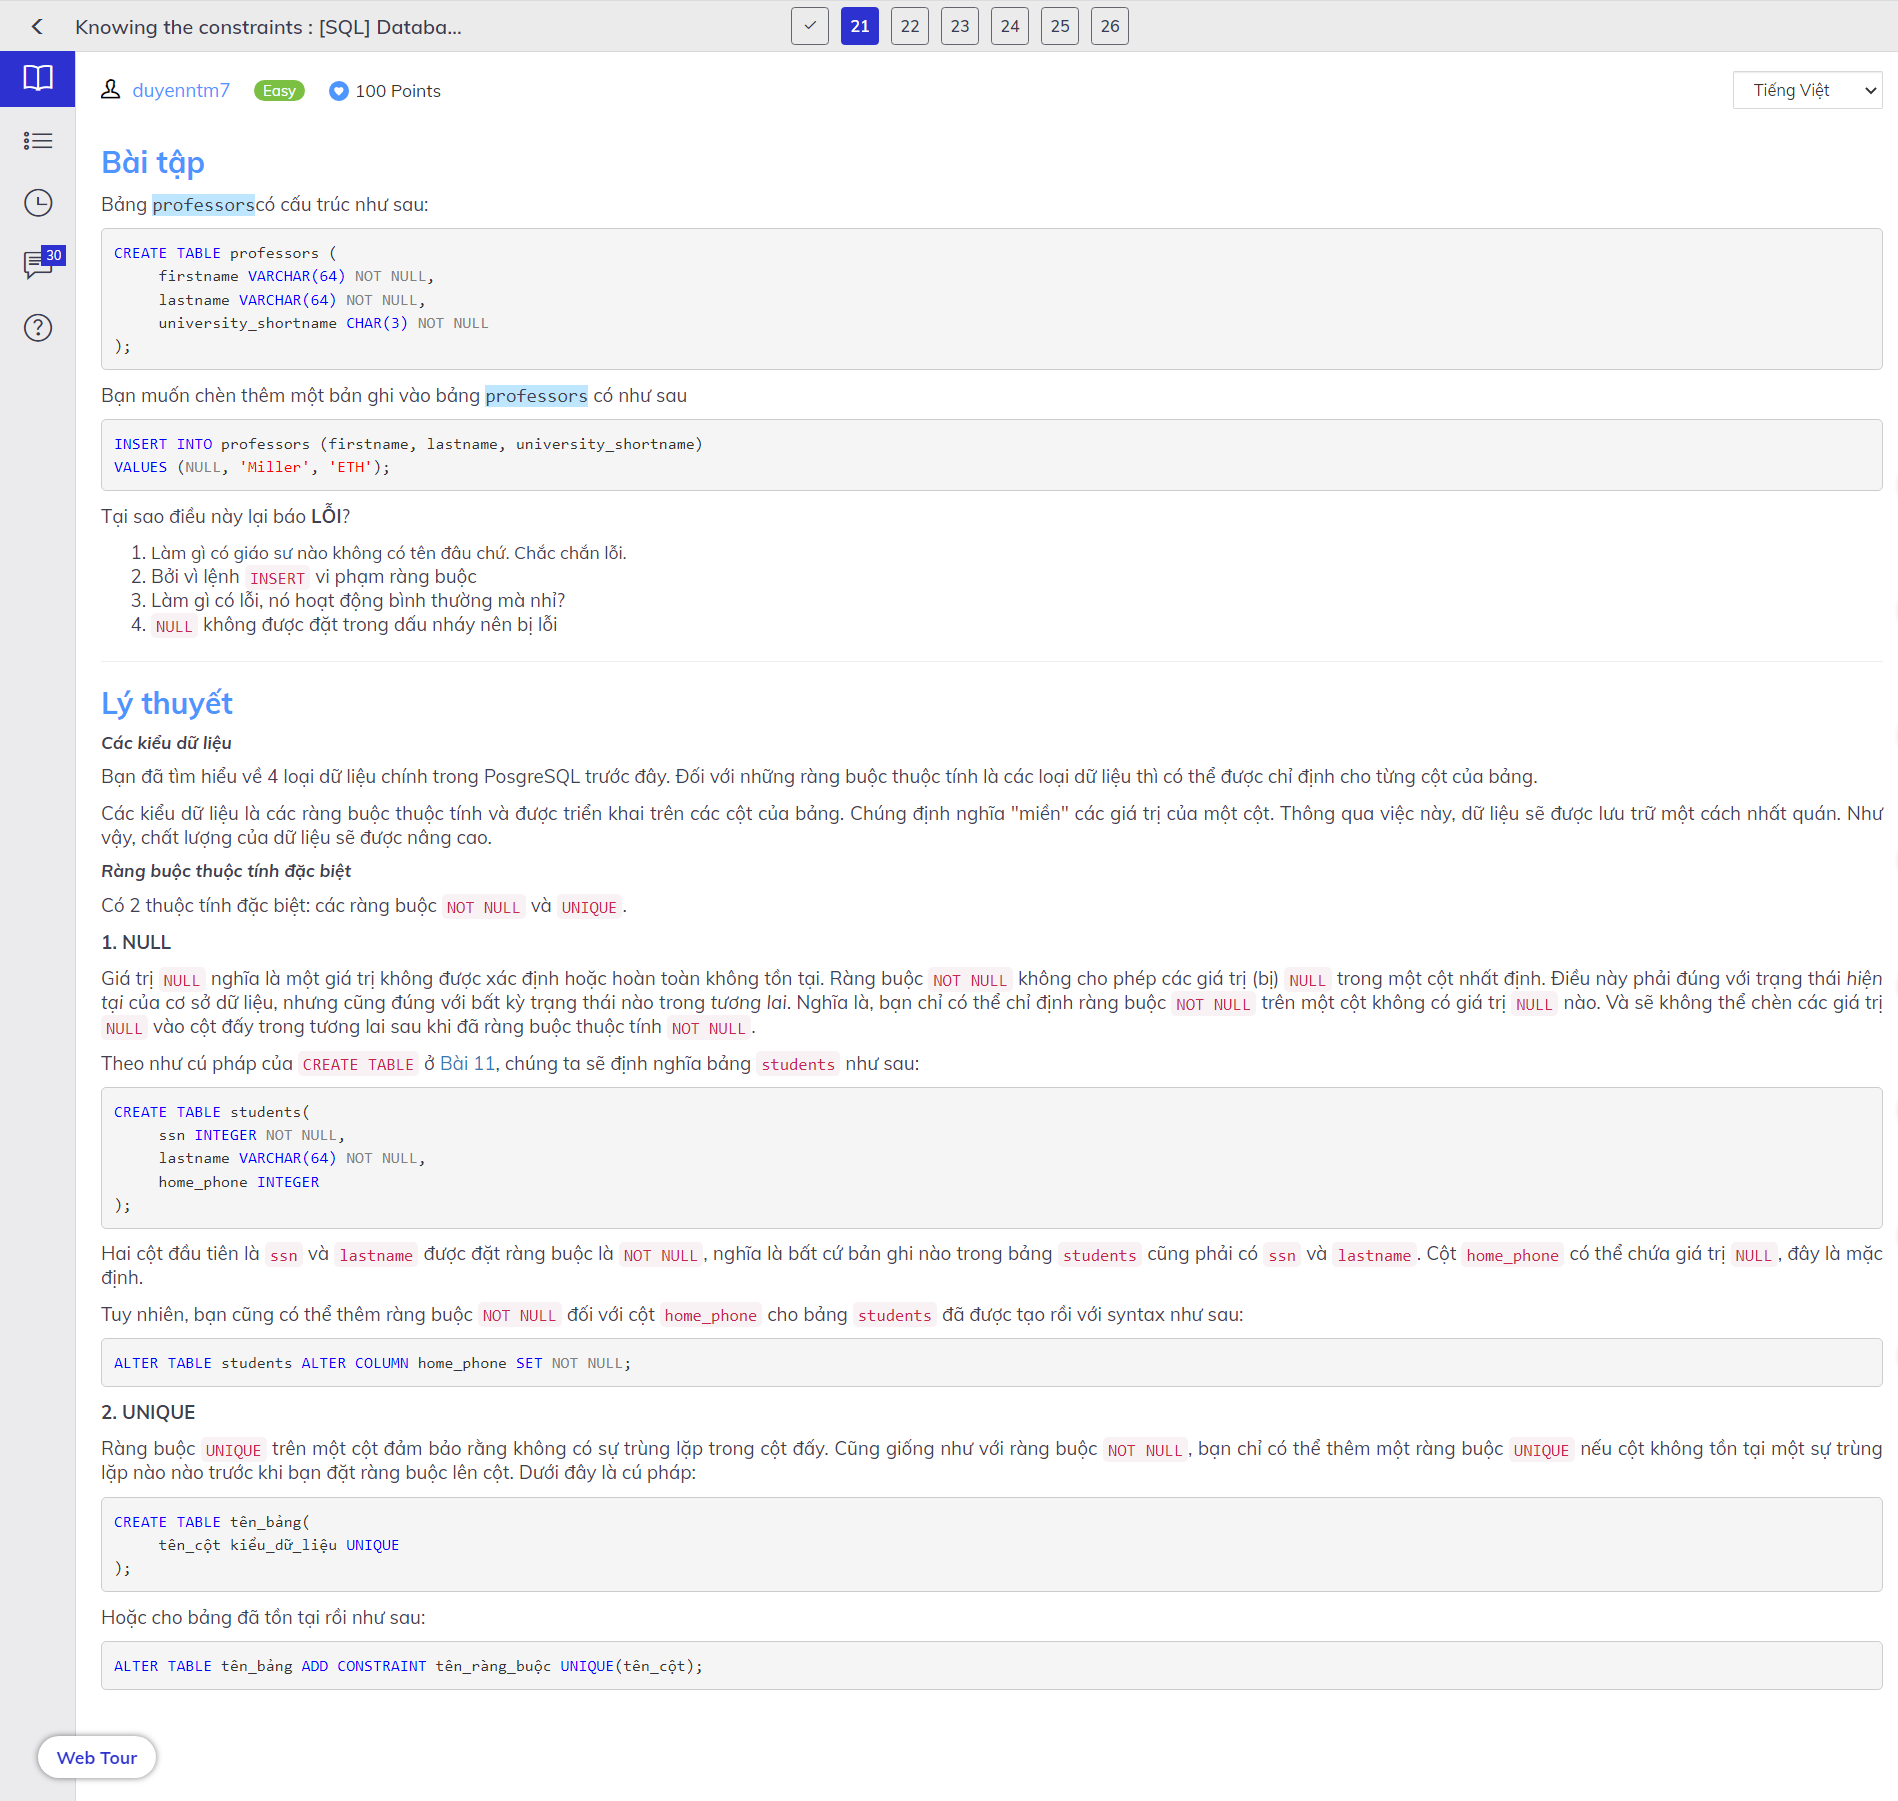 Knowing the constraints : [SQL] Databa...
21 22 23 24 25 26
duyenntm7 Easy 100 Points
Tiếng Việt
30
Bài tập
Bảng professorscó cấu trúc như sau:
CREATE TABLE professors (
firstname VARCHAR(64) NOT NULL,
lastname VARCHAR(64) NOT NULL,
university_shortname CHAR(3) NOT NULL
);
Bạn muốn chèn thêm một bản ghi vào bảng professors có như sau
INSERT INTO professors (firstname, lastname, university_shortname)
VALUES (NULL, 'Miller', 'ETH');
Tại sao điều này lại báo LỖI?
1. Làm gì có giáo sư nào không có tên đâu chứ. Chắc chắn lỗi.
2. Bởi vì lệnh INSERT vi phạm ràng buộc
3. Làm gì có lỗi, nó hoạt động bình thường mà nhỉ?
4. NULL không được đặt trong dấu nháy nên bị lỗi
Lý thuyết
Các kiểu dữ liệu
Bạn đã tìm hiểu về 4 loại dữ liệu chính trong PosgreSQL trước đây. Đối với những ràng buộc thuộc tính là các loại dữ liệu thì có thể được chỉ định cho từng cột của bảng.
Các kiểu dữ liệu là các ràng buộc thuộc tính và được triển khai trên các cột của bảng. Chúng định nghĩa "miền" các giá trị của một cột. Thông qua việc này, dữ liệu sẽ được lưu trữ một cách nhất quán. Như
vậy, chất lượng của dữ liệu sẽ được nâng cao.
Ràng buộc thuộc tính đặc biệt
Có 2 thuộc tính đặc biệt: các ràng buộc NOT NULL và UNIQUE.
1. NULL
Giá trị NULL nghĩa là một giá trị không được xác định hoặc hoàn toàn không tồn tại. Ràng buộc NOT NULL không cho phép các giá trị (bị) NULL trong một cột nhất định. Điều này phải đúng với trạng thái hiện
tại của cơ sở dữ liệu, nhưng cũng đúng với bất kỳ trạng thái nào trong tương lai. Nghĩa là, bạn chỉ có thể chỉ định ràng buộc NOT NULL trên một cột không có giá trị NULL nào. Và sẽ không thể chèn các giá trị
NULL vào cột đấy trong tương lai sau khi đã ràng buộc thuộc tính NOT NULL.
Theo như cú pháp của CREATE TABLE ở Bài 11, chúng ta sẽ định nghĩa bảng students như sau:
CREATE TABLE students(
ssn INTEGER NOT NULL,
lastname VARCHAR(64) NOT NULL,
home_phone INTEGER
);
Hai cột đầu tiên là ssn và lastname được đặt ràng buộc là NOT NULL, nghĩa là bất cứ bản ghi nào trong bảng students cũng phải có ssn và lastname. Cột home_phone có thể chứa giá trị NULL, đây là mặc
định.
Tuy nhiên, bạn cũng có thể thêm ràng buộc NOT NULL đối với cột home_phone cho bảng students đã được tạo rồi với syntax như sau:
ALTER TABLE students ALTER COLUMN home_phone SET NOT NULL;
2. UNIQUE
Ràng buộc UNIQUE trên một cột đảm bảo rằng không có sự trùng lặp trong cột đấy. Cũng giống như với ràng buộc NOT NULL, bạn chỉ có thể thêm một ràng buộc UNIQUE nếu cột không tồn tại một sự trùng
lặp nào nào trước khi bạn đặt ràng buộc lên cột. Dưới đây là cú pháp:
CREATE TABLE tên_bảng(
tên_cột kiểu_dữ_liệu UNIQUE
);
Hoặc cho bảng đã tồn tại rồi như sau:
ALTER TABLE tên_bảng ADD CONSTRAINT tên_ràng_buộc UNIQUE(tên_cột);
Web Tour